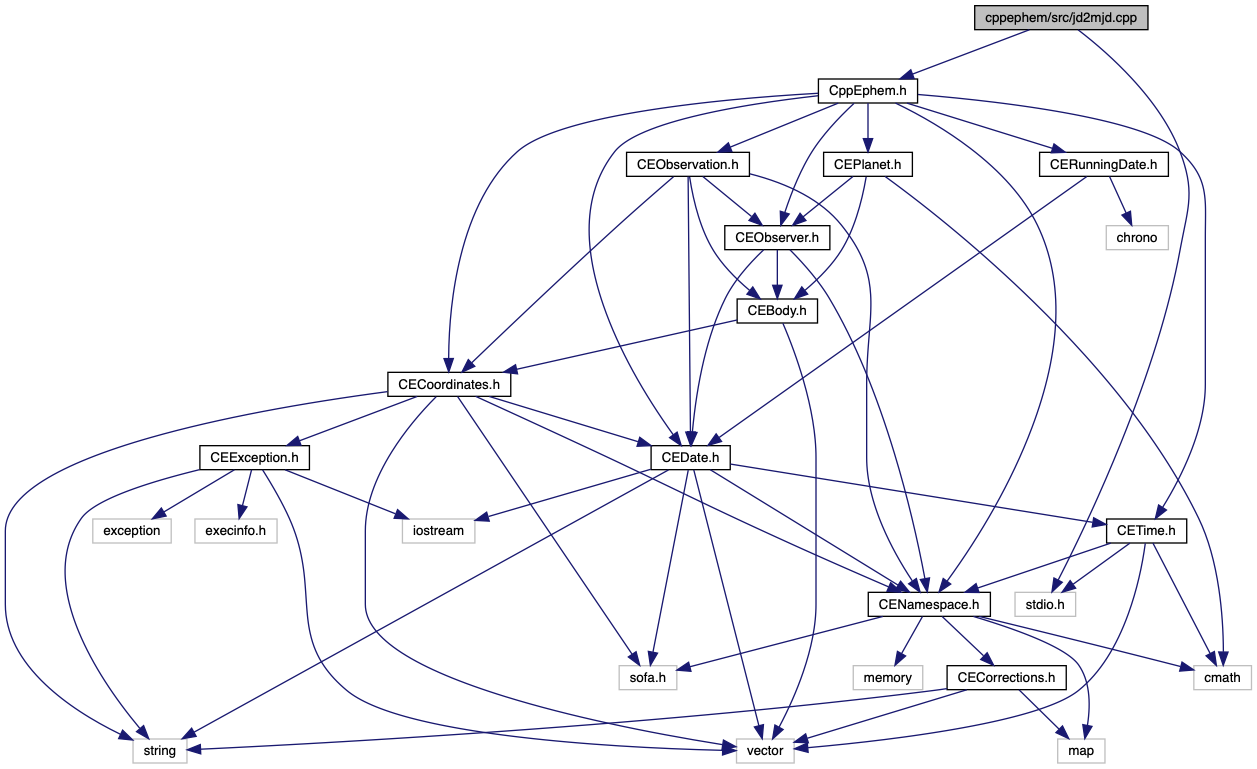 cppephem/src/jd2mjd.cpp
CppEphem.h
CEObservation.h
CEPlanet.h
CERunningDate.h
CEObserver.h
chrono
CEBody.h
CECoordinates.h
CEException.h
CEDate.h
exception
execinfo.h
iostream
CETime.h
CENamespace.h
stdio.h
sofa.h
memory
CECorrections.h
cmath
string
vector
map